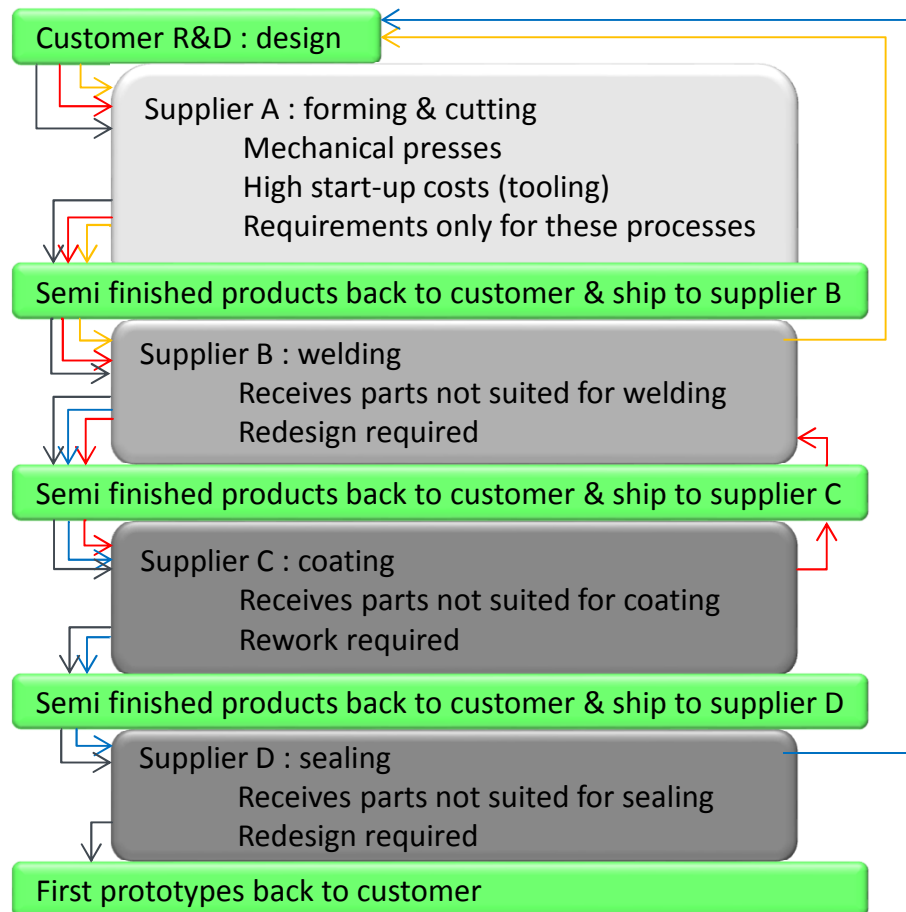 Customer R&D : design
Supplier A : forming & cutting
Mechanical presses
High start-up costs (tooling)
Requirements only for these processes
Semi finished products back to customer & ship to supplier B
Supplier B : welding
Receives parts not suited for welding
Redesign required
Semi finished products back to customer & ship to supplier C
Supplier C : coating
Receives parts not suited for coating
Rework required
Semi finished products back to customer & ship to supplier D
Supplier D : sealing
Receives parts not suited for sealing
Redesign required
First prototypes back to customer